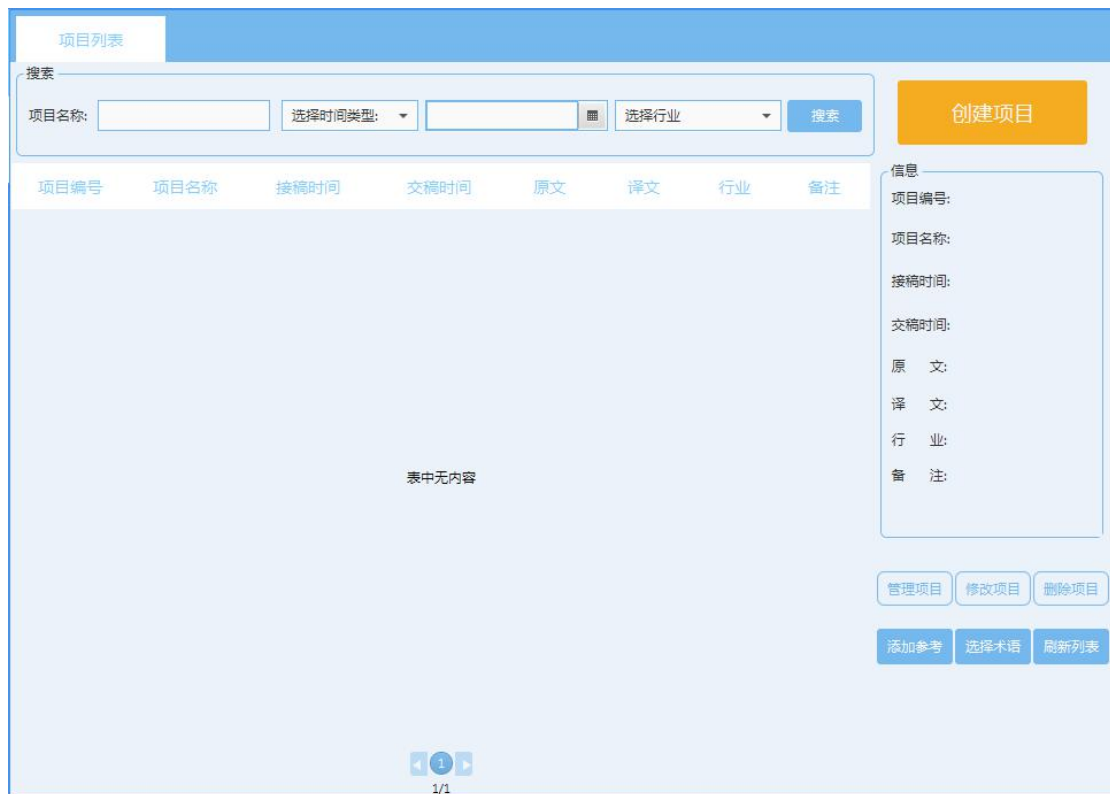 项目列表
搜索
项目名称: 选择时间类型: 选择行业 搜索
创建项目
项目编号 项目名称 接稿时间 交稿时间 原文 译文 行业 备注
表中无内容
信息
项目编号:
项目名称:
接稿时间:
交稿时间:
原 文:
译 文:
行 业:
备 注:
管理项目 修改项目 删除项目
添加参考 选择术语 刷新列表
1
1/1